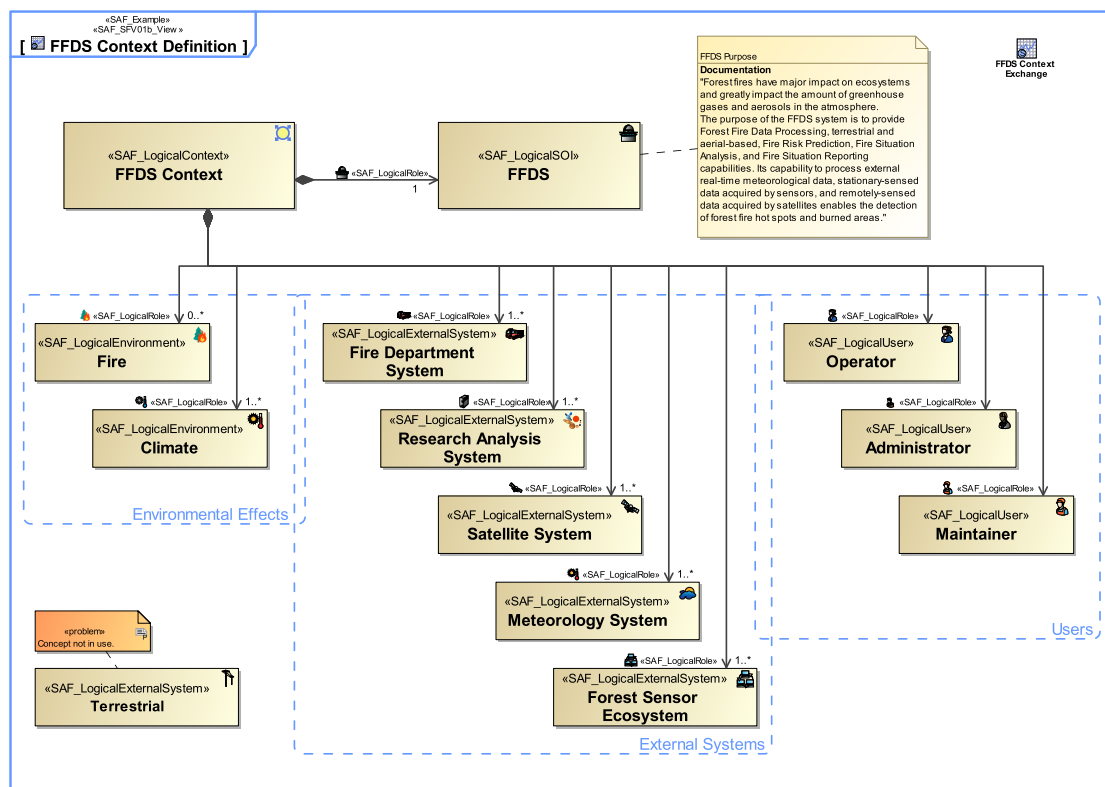 «SAF_Example»
«SAF_SFV01b_View »
[ FFDS Context Definition ]
FFDS Purpose
Documentation
"Forest fires have major impact on ecosystems
and greatly impact the amount of greenhouse
gases and aerosols in the atmosphere.
The purpose of the FFDS system is to provide
Forest Fire Data Processing, terrestrial and
aerial-based, Fire Risk Prediction, Fire Situation
Analysis, and Fire Situation Reporting
capabilities. Its capability to process external
real-time meteorological data, stationary-sensed
data acquired by sensors, and remotely-sensed
data acquired by satellites enables the detection
of forest fire hot spots and burned areas."
FFDS Context
Exchange
«SAF_LogicalContext»
FFDS Context
«SAF_LogicalRole»
1
«SAF_LogicalSOI»
FFDS
«SAF_LogicalRole» 0..*
«SAF_LogicalEnvironment»
Fire
«SAF_LogicalRole» 1..*
«SAF_LogicalEnvironment»
Climate
Environmental Effects
«SAF_LogicalRole» 1..*
«SAF_LogicalExternalSystem»
Fire Department
System
«SAF_LogicalRole» 1..*
«SAF_LogicalExternalSystem»
Research Analysis
System
«SAF_LogicalRole» 1..*
«SAF_LogicalExternalSystem»
Satellite System
«SAF_LogicalRole» 1..*
«SAF_LogicalExternalSystem»
Meteorology System
«SAF_LogicalRole» 1..*
«SAF_LogicalExternalSystem»
Forest Sensor
Ecosystem
External Systems
«SAF_LogicalRole»
«SAF_LogicalUser»
Operator
«SAF_LogicalRole»
«SAF_LogicalUser»
Administrator
«SAF_LogicalRole»
«SAF_LogicalUser»
Maintainer
Users
«problem»
Concept not in use.
P
«SAF_LogicalExternalSystem»
Terrestrial